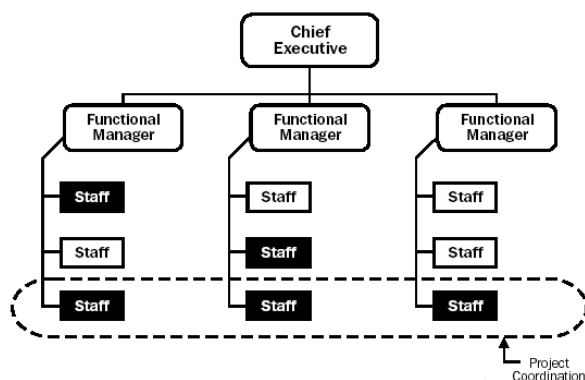 Chief
Executive
Functional
Manager
Functional
Manager
Functional
Manager
Staff
Staff
Staff
Staff
Staff
Staff
Staff
Staff
Staff
Project
Coordination